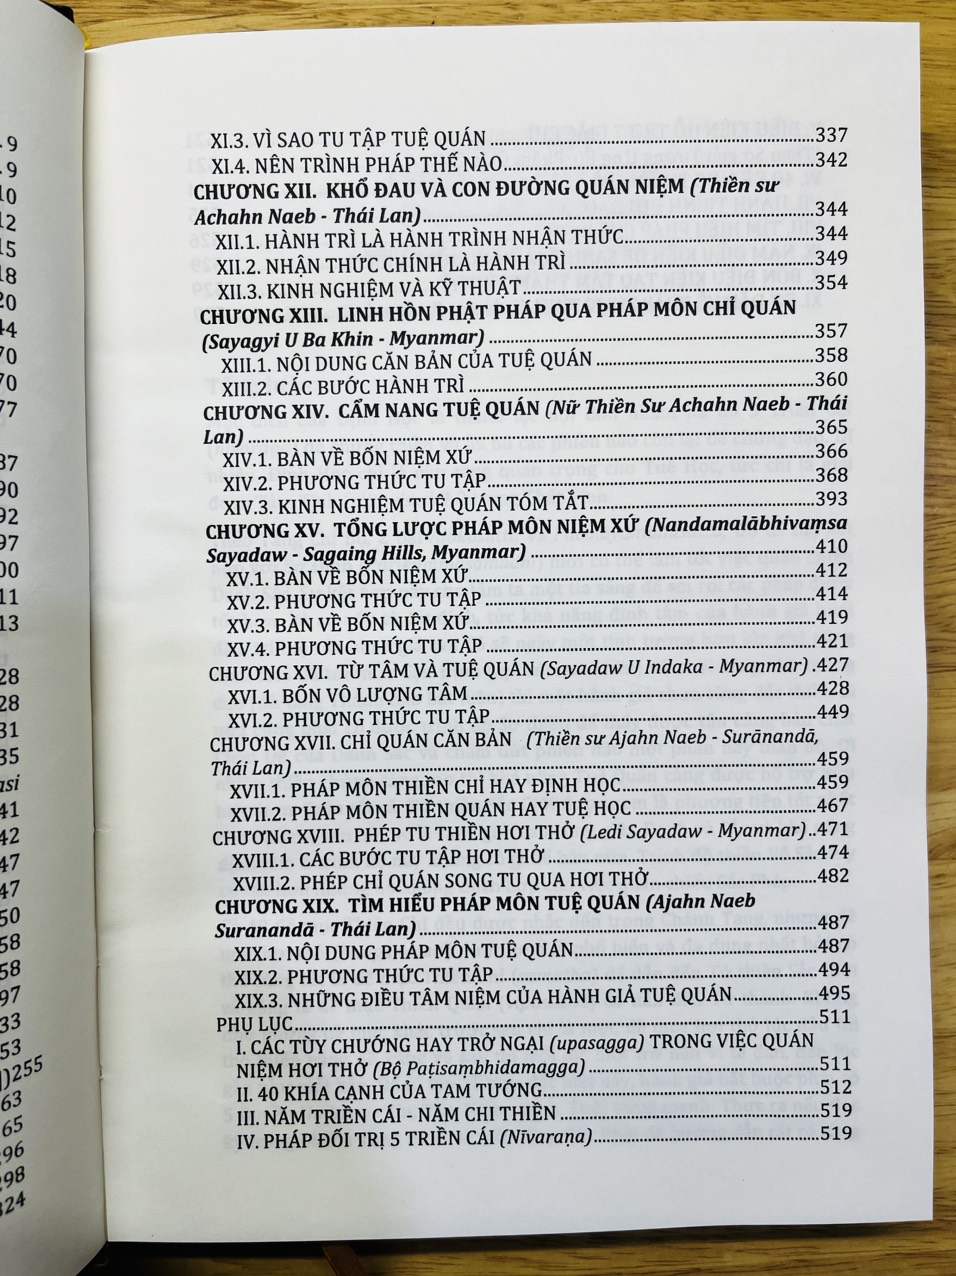 XI.3. VÌ SAO TU TẬP TUỆ QUÁN ........ 337
XI.4. NÊN TRÌNH PHÁP THẾ NÀO ........ 342
CHƯƠNG XII. KHỔ ĐAU VÀ CON ĐƯỜNG QUÁN NIỆM (Thiền sư
Achahn Naeb - Thái Lan) ........ 344
XII.1. HÀNH TRÌ LÀ HÀNH TRÌNH NHẬN THỨC ........ 344
XII.2. NHẬN THỨC CHÍNH LÀ HÀNH TRÌ ........ 349
XII.3. KINH NGHIỆM VÀ KỸ THUẬT ........ 354
CHƯƠNG XIII. LINH HỒN PHẬT PHÁP QUA PHÁP MÔN CHỈ QUÁN
(Sayagyi U Ba Khin - Myanmar) ........ 357
XIII.1. NỘI DUNG CĂN BẢN CỦA TUỆ QUÁN ........ 358
XIII.2. CÁC BƯỚC HÀNH TRÌ ........ 360
CHƯƠNG XIV. CẨM NANG TUỆ QUÁN (Nữ Thiền Sư Achahn Naeb - Thái
Lan) ........ 365
XIV.1. BÀN VỀ BỐN NIỆM XỨ ........ 366
XIV.2. PHƯƠNG THỨC TU TẬP ........ 368
XIV.3. KINH NGHIỆM TUỆ QUÁN TÓM TẮT ........ 393
CHƯƠNG XV. TỔNG LƯỢC PHÁP MÔN NIỆM XỨ (Nandamalābhivaṃsa
Sayadaw - Sagaing Hills, Myanmar) ........ 410
XV.1. BÀN VỀ BỐN NIỆM XỨ ........ 412
XV.2. PHƯƠNG THỨC TU TẬP ........ 414
XV.3. BÀN VỀ BỐN NIỆM XỨ ........ 419
XV.4. PHƯƠNG THỨC TU TẬP ........ 421
CHƯƠNG XVI. TỪ TÂM VÀ TUỆ QUÁN (Sayadaw U Indaka - Myanmar) .427
XVI.1. BỐN VÔ LƯỢNG TÂM ........ 428
XVI.2. PHƯƠNG THỨC TU TẬP ........ 449
CHƯƠNG XVII. CHỈ QUÁN CĂN BẢN (Thiền sư Ajahn Naeb - Surānandā,
Thái Lan) ........ 459
XVII.1. PHÁP MÔN THIỀN CHỈ HAY ĐỊNH HỌC ........ 459
XVII.2. PHÁP MÔN THIỀN QUÁN HAY TUỆ HỌC ........ 467
CHƯƠNG XVIII. PHÉP TU THIỀN HƠI THỞ (Ledi Sayadaw - Myanmar) ..471
XVIII.1. CÁC BƯỚC TU TẬP HƠI THỞ ........ 474
XVIII.2. PHÉP CHỈ QUÁN SONG TU QUA HƠI THỞ ........ 482
CHƯƠNG XIX. TÌM HIỂU PHÁP MÔN TUỆ QUÁN (Ajahn Naeb
Suranandā - Thái Lan) ........ 487
XIX.1. NỘI DUNG PHÁP MÔN TUỆ QUÁN ........ 487
XIX.2. PHƯƠNG THỨC TU TẬP ........ 494
XIX.3. NHỮNG ĐIỀU TÂM NIỆM CỦA HÀNH GIẢ TUỆ QUÁN ........ 495
PHỤ LỤC ........ 511
I. CÁC TÙY CHƯỚNG HAY TRỞ NGẠI (upasagga) TRONG VIỆC QUÁN
NIỆM HƠI THỞ (Bộ Paṭisaṃbhidamagga) ........ 511
II. 40 KHÍA CẠNH CỦA TAM TƯỚNG ........ 512
III. NĂM TRIỀN CÁI - NĂM CHI THIỀN ........ 519
IV. PHÁP ĐỐI TRỊ 5 TRIỀN CÁI (Nīvaraṇa) ........ 519